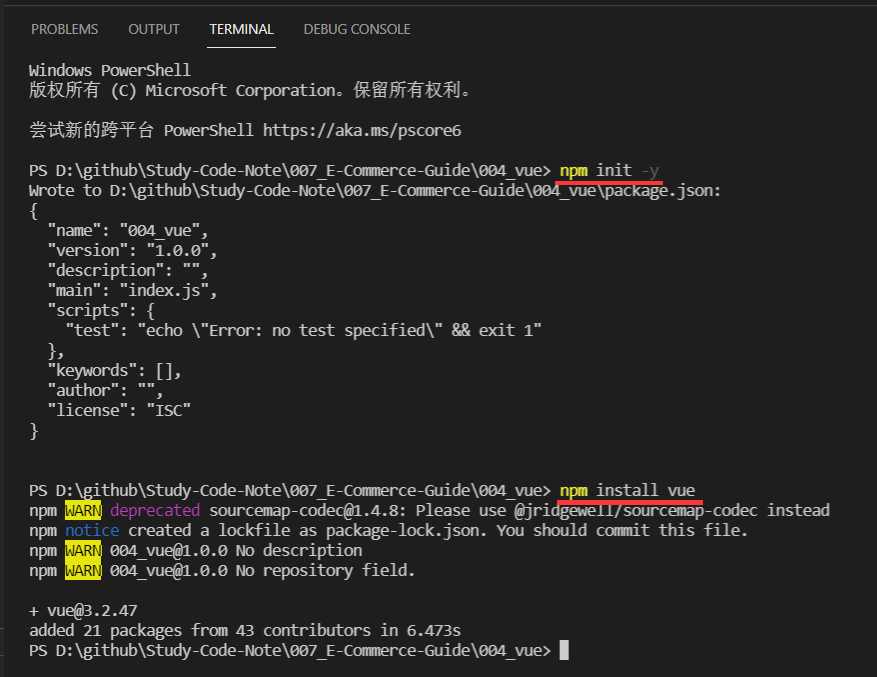 PROBLEMS OUTPUT TERMINAL DEBUG CONSOLE
Windows PowerShell
版权所有 (C) Microsoft Corporation。保留所有权利。
尝试新的跨平台 PowerShell https://aka.ms/pscore6
PS D:\github\Study-Code-Note\007_E-Commerce-Guide\004_vue> npm init -y
Wrote to D:\github\Study-Code-Note\007_E-Commerce-Guide\004_vue\package.json:
{
  "name": "004_vue",
  "version": "1.0.0",
  "description": "",
  "main": "index.js",
  "scripts": {
    "test": "echo \"Error: no test specified\" && exit 1"
  },
  "keywords": [],
  "author": "",
  "license": "ISC"
}
PS D:\github\Study-Code-Note\007_E-Commerce-Guide\004_vue> npm install vue
npm WARN deprecated sourcemap-codec@1.4.8: Please use @jridgewell/sourcemap-codec instead
npm notice created a lockfile as package-lock.json. You should commit this file.
npm WARN 004_vue@1.0.0 No description
npm WARN 004_vue@1.0.0 No repository field.
+ vue@3.2.47
added 21 packages from 43 contributors in 6.473s
PS D:\github\Study-Code-Note\007_E-Commerce-Guide\004_vue>